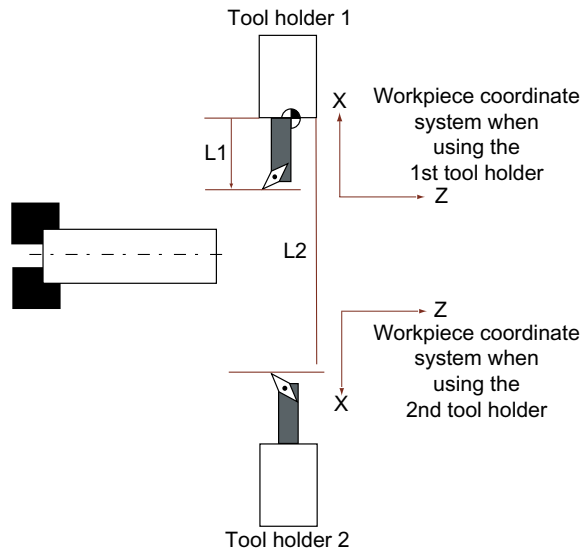 Tool holder 1
X
Workpiece coordinate
system when
using the
1st tool holder
L1
Z
L2
Z
Workpiece coordinate
system when
using the
2nd tool holder
X
Tool holder 2